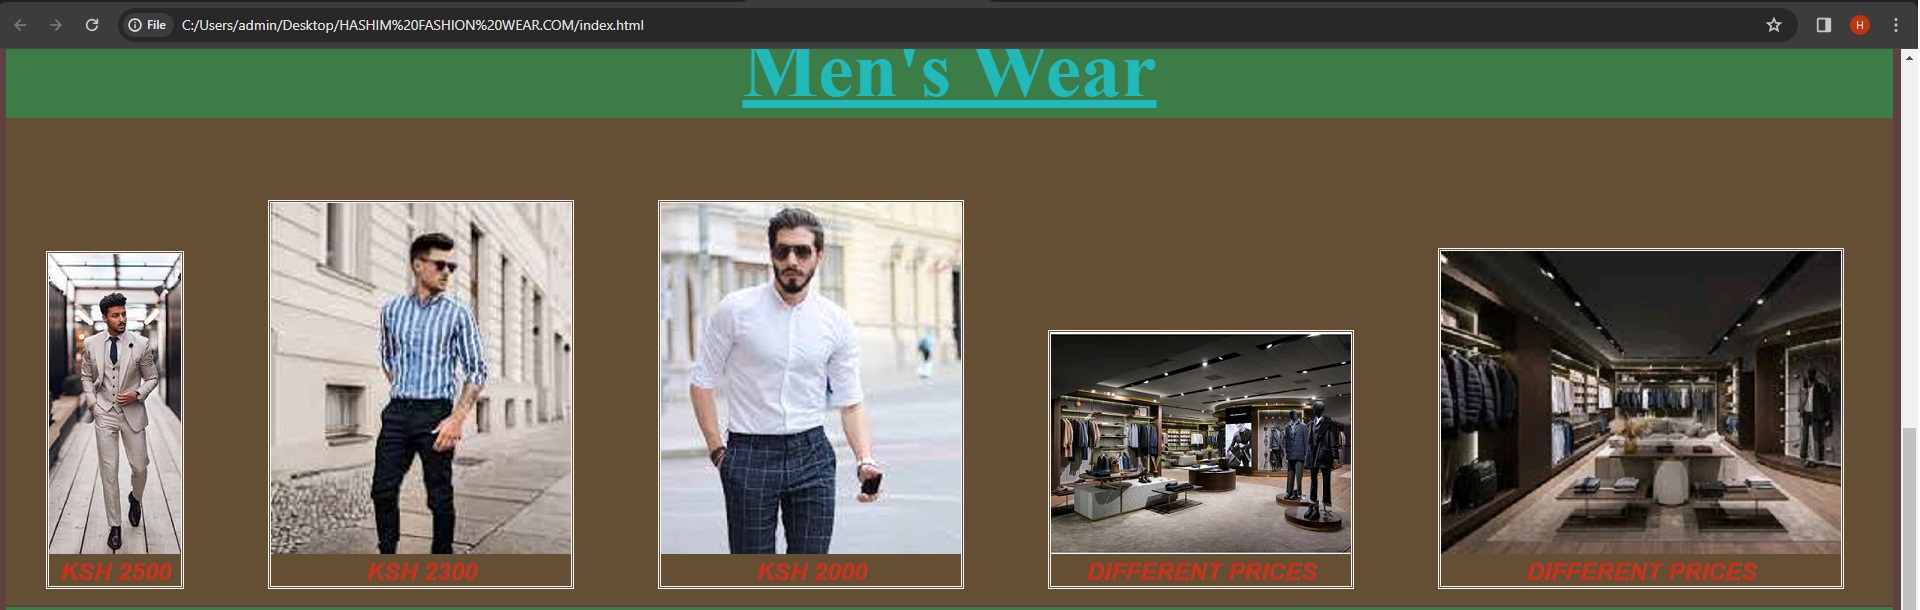 File C:/Users/admin/Desktop/HASHIM%20FASHION%20WEAR.COM/index.html H
Men's Wear
KSH 2500 KSH 2300 KSH 2000 DIFFERENT PRICES DIFFERENT PRICES